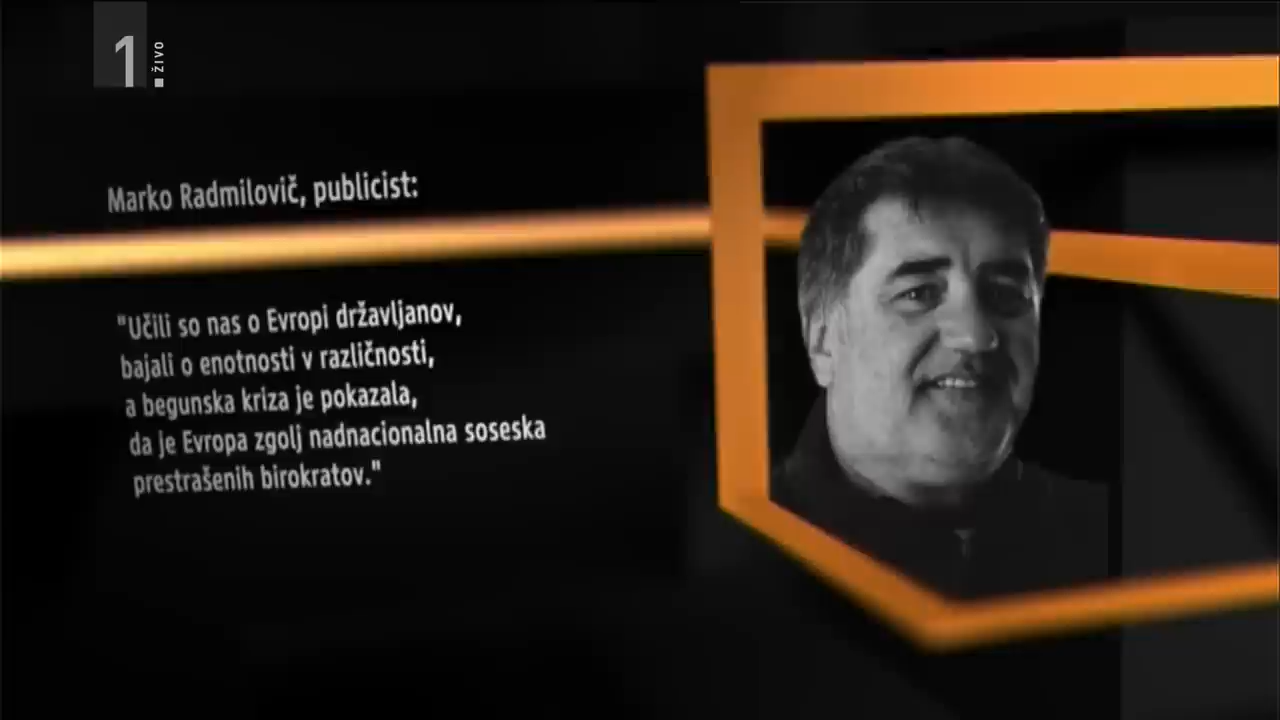 1
živo
Marko Radmilovič, publicist:
"Učili so nas o Evropi državljanov,
bajali o enotnosti v različnosti,
a begunska kriza je pokazala,
da je Evropa zgolj nadnacionalna soseska
prestrašenih birokratov."